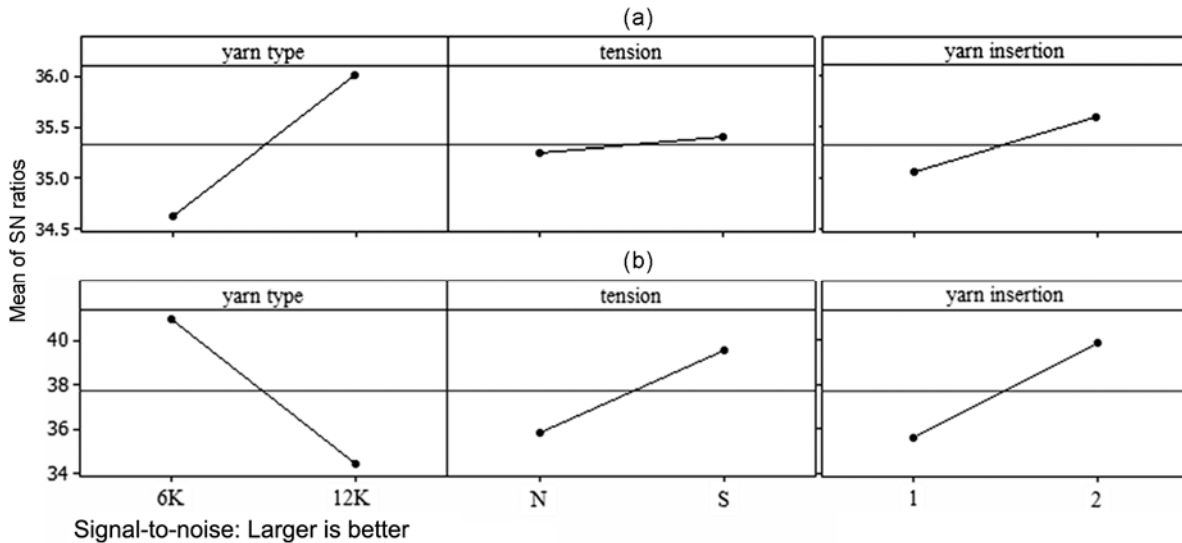 (a)
yarn type tension yarn insertion
36.0
35.5
35.0
34.5
Mean of SN ratios
(b)
yarn type tension yarn insertion
40
38
36
34
6K 12K N S 1 2
Signal-to-noise: Larger is better